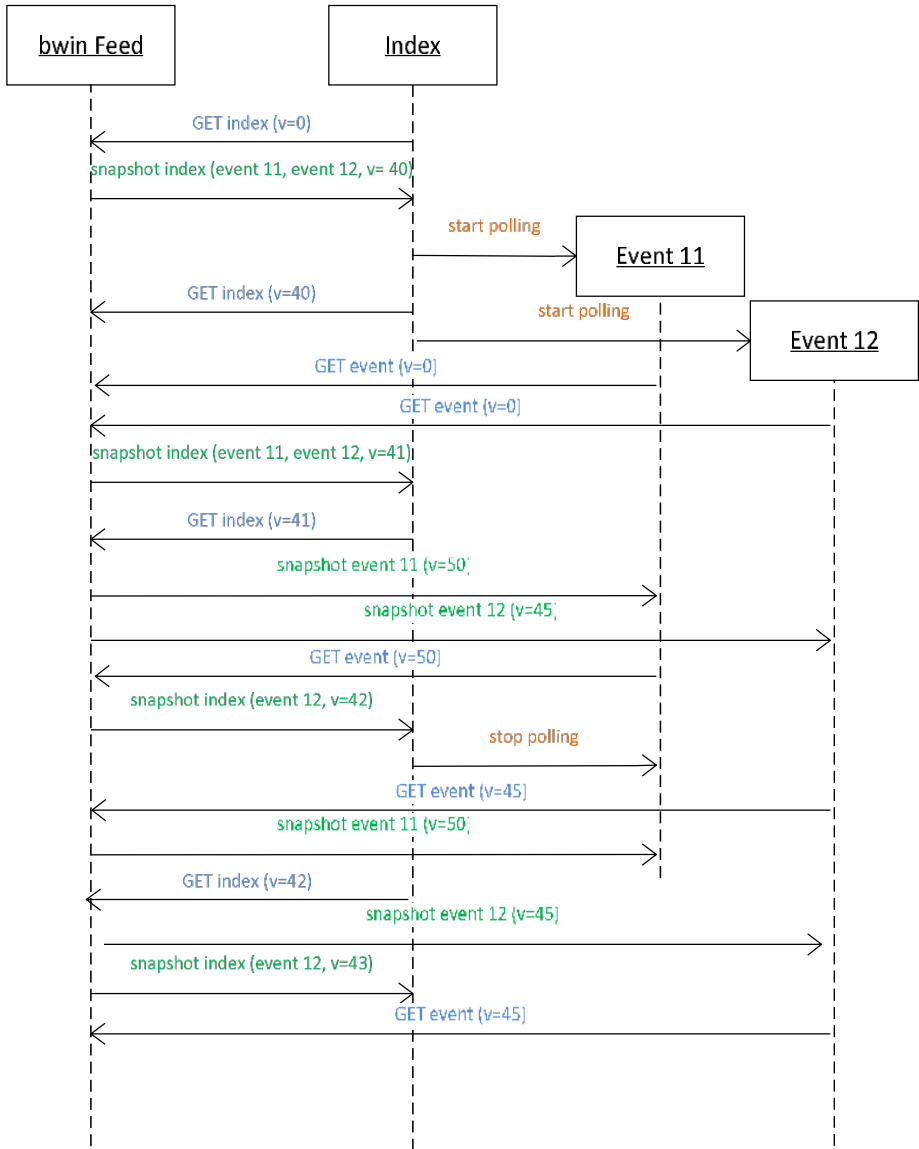 bwin Feed
Index
GET index (v=0)
snapshot index (event 11, event 12, v= 40)
start polling
Event 11
GET index (v=40)
start polling
Event 12
GET event (v=0)
GET event (v=0)
snapshot index (event 11, event 12, v=41)
GET index (v=41)
snapshot event 11 (v=50)
snapshot event 12 (v=45)
GET event (v=50)
snapshot index (event 12, v=42)
stop polling
GET event (v=45)
snapshot event 11 (v=50)
GET index (v=42)
snapshot event 12 (v=45)
snapshot index (event 12, v=43)
GET event (v=45)